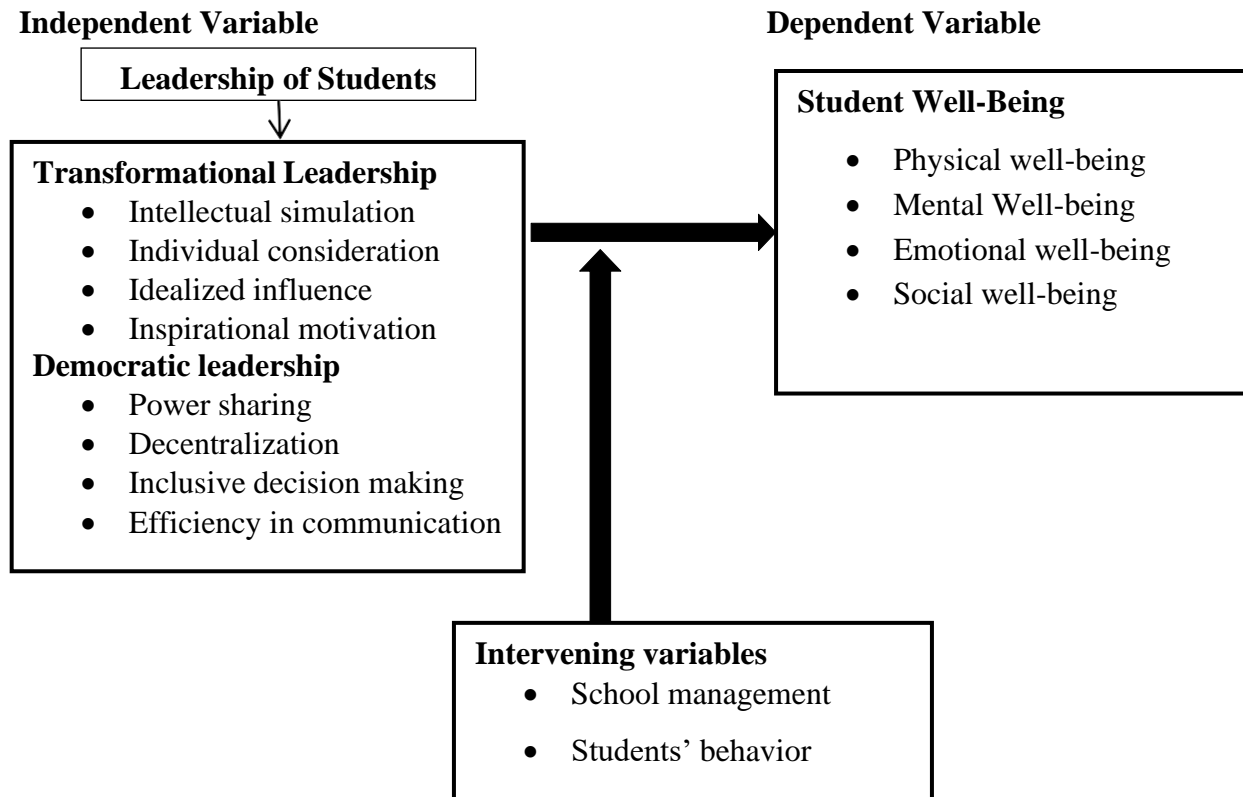 Independent Variable
Dependent Variable
Leadership of Students
Transformational Leadership
• Intellectual simulation
• Individual consideration
• Idealized influence
• Inspirational motivation
Democratic leadership
• Power sharing
• Decentralization
• Inclusive decision making
• Efficiency in communication
Student Well-Being
• Physical well-being
• Mental Well-being
• Emotional well-being
• Social well-being
Intervening variables
• School management
• Students’ behavior